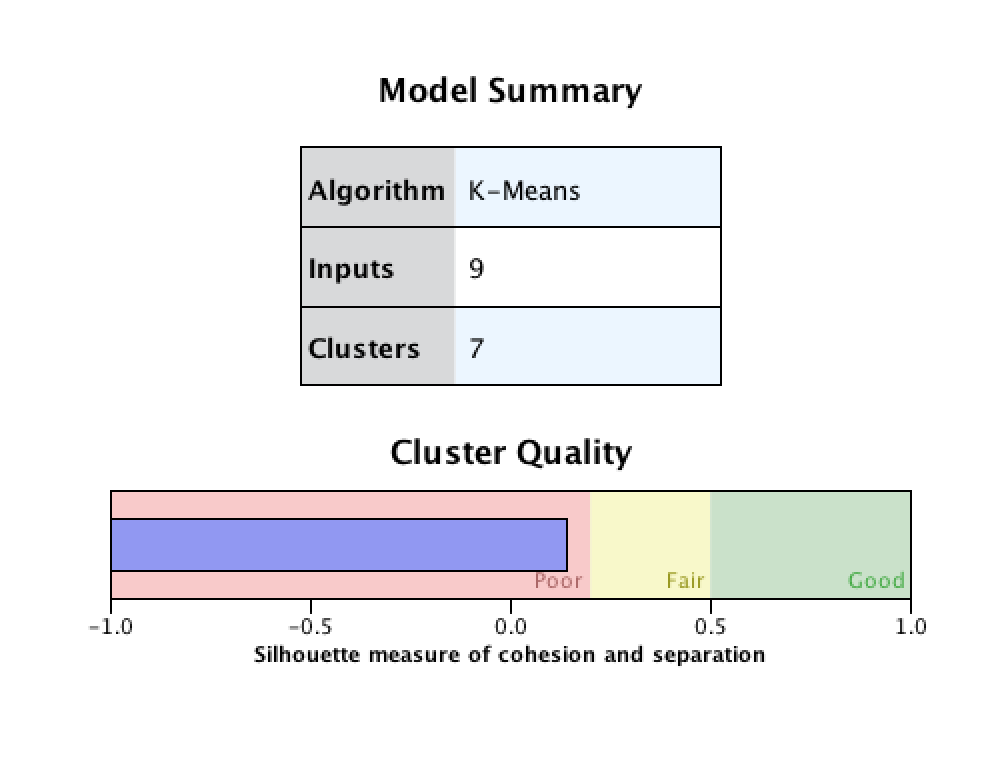 Model Summary
Algorithm K-Means
Inputs 9
Clusters 7
Cluster Quality
Poor Fair Good
-1.0 -0.5 0.0 0.5 1.0
Silhouette measure of cohesion and separation